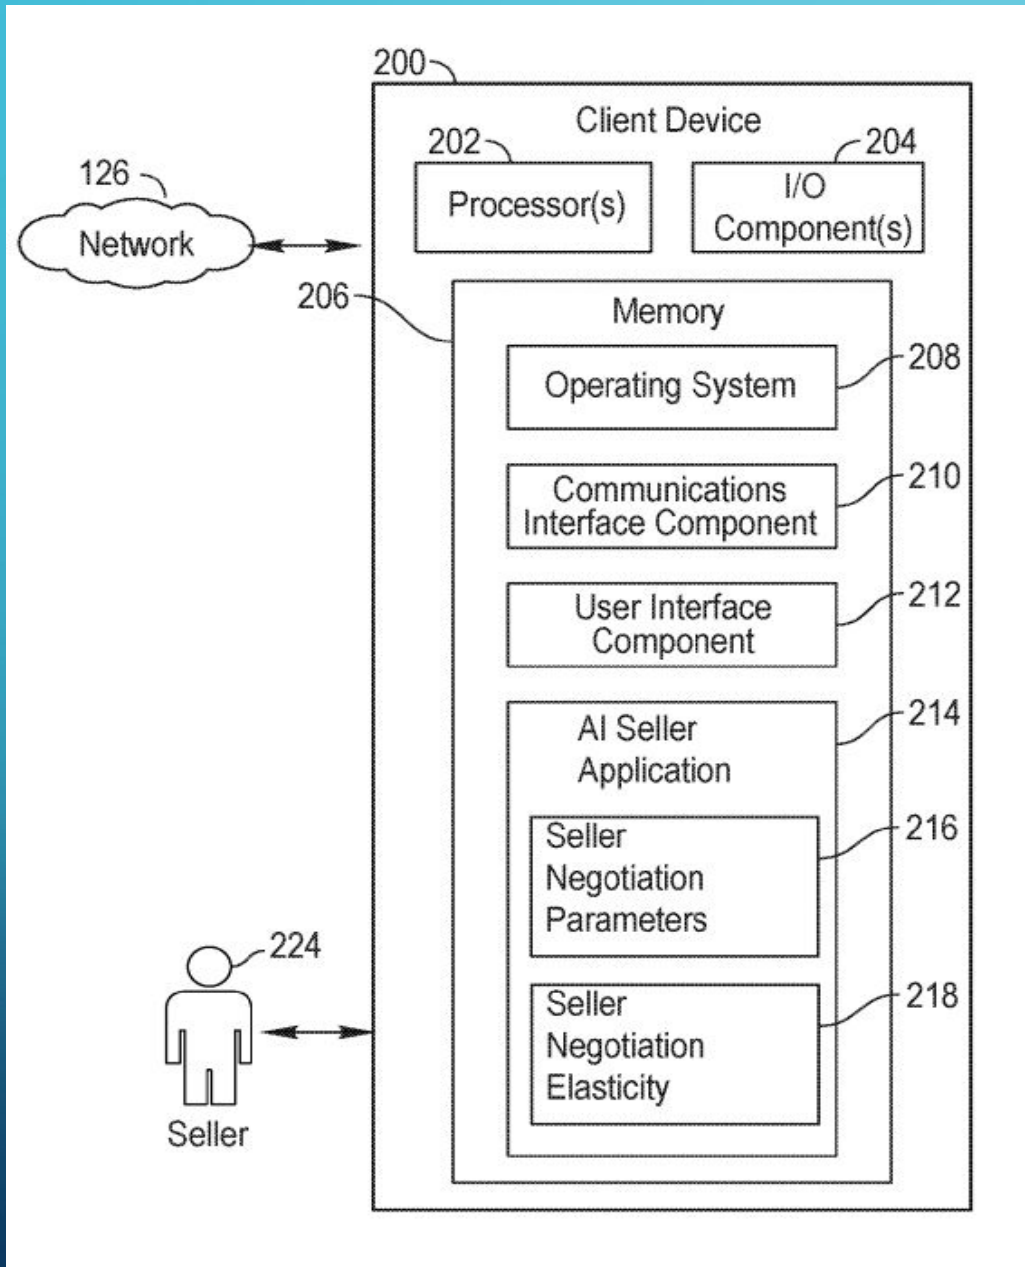 200
Client Device
202
204
Processor(s)
I/O
Component(s)
126
Network
206
Memory
208
Operating System
210
Communications
Interface Component
212
User Interface
Component
214
AI Seller
Application
216
Seller
Negotiation
Parameters
218
Seller
Negotiation
Elasticity
224
Seller